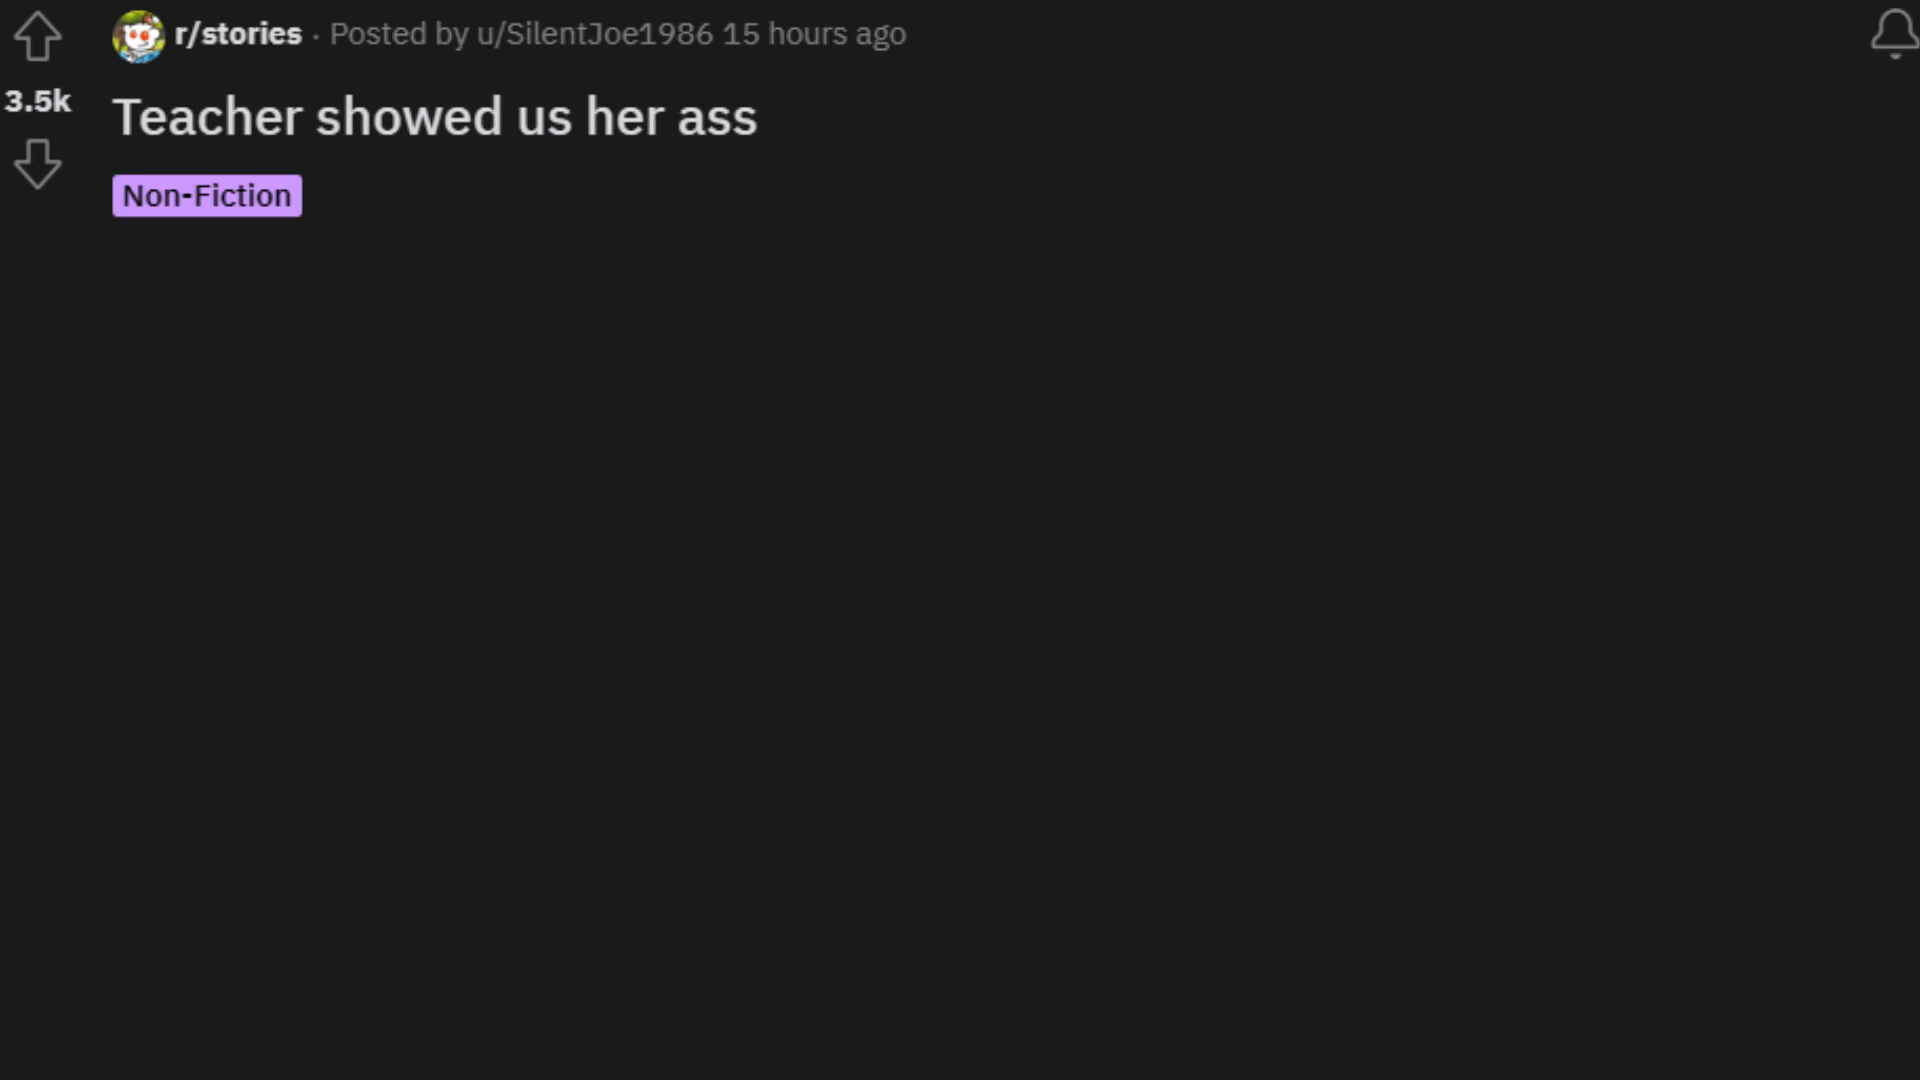 r/stories · Posted by u/SilentJoe1986 15 hours ago
3.5k
Teacher showed us her ass
Non-Fiction